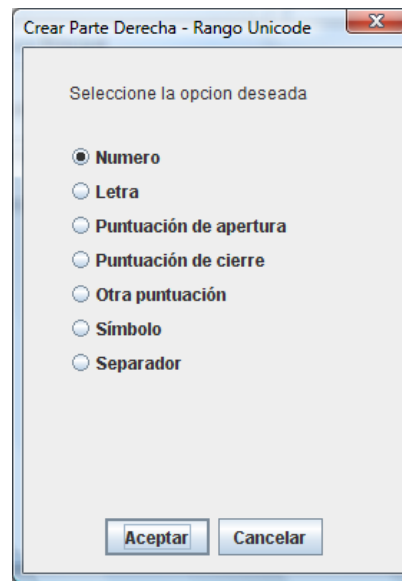 Crear Parte Derecha - Rango Unicode
Seleccione la opcion deseada
Numero
Letra
Puntuación de apertura
Puntuación de cierre
Otra puntuación
Símbolo
Separador
Aceptar Cancelar